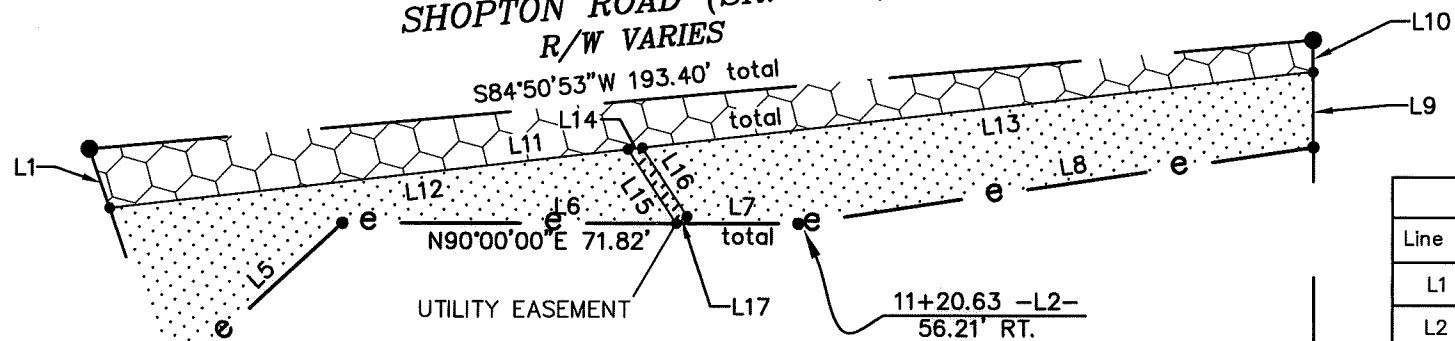 SHOPTON ROAD
R/W VARIES
L10
S84°50'53"W 193.40' total
L14
total
L9
L11
L13
L1
L16
L8
L12
e
L15
e
e
L6
e
L7
e
e
N90°00'00"E 71.82'
total
Line
L5
UTILITY EASEMENT
L17
11+20.63 -L2-
56.21' RT.
L1
e
L2